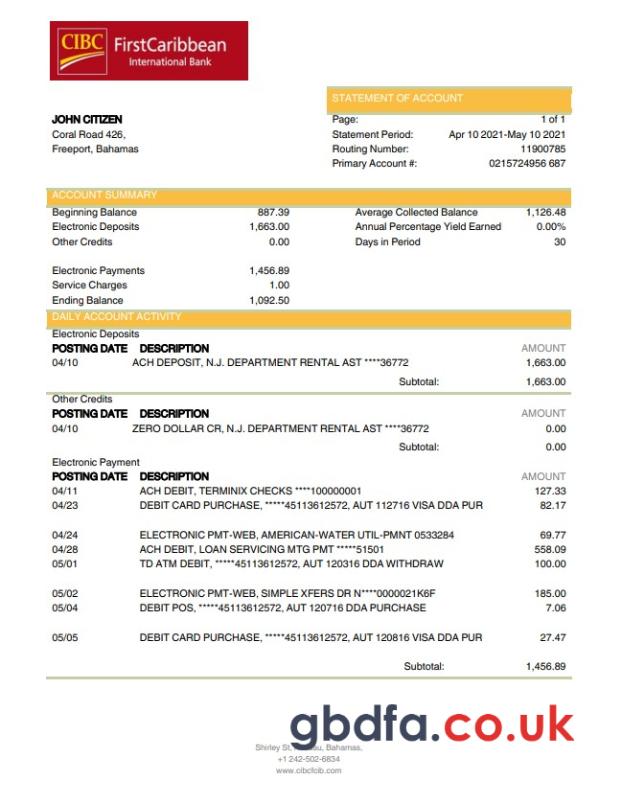 CIBC FirstCaribbean
International Bank
STATEMENT OF ACCOUNT
JOHN CITIZEN
Coral Road 426,
Freeport, Bahamas
Page: 1 of 1
Statement Period: Apr 10 2021-May 10 2021
Routing Number: 11900785
Primary Account #: 0215724956 687
ACCOUNT SUMMARY
Beginning Balance 887.39 Average Collected Balance 1,126.48
Electronic Deposits 1,663.00 Annual Percentage Yield Earned 0.00%
Other Credits 0.00 Days in Period 30
Electronic Payments 1,456.89
Service Charges 1.00
Ending Balance 1,092.50
DAILY ACCOUNT ACTIVITY
Electronic Deposits
POSTING DATE DESCRIPTION AMOUNT
04/10 ACH DEPOSIT, N.J. DEPARTMENT RENTAL AST ****36772 1,663.00
Subtotal: 1,663.00
Other Credits
POSTING DATE DESCRIPTION AMOUNT
04/10 ZERO DOLLAR CR, N.J. DEPARTMENT RENTAL AST ****36772 0.00
Subtotal: 0.00
Electronic Payment
POSTING DATE DESCRIPTION AMOUNT
04/11 ACH DEBIT, TERMINIX CHECKS ****100000001 127.33
04/23 DEBIT CARD PURCHASE, *****45113612572, AUT 112716 VISA DDA PUR 82.17
04/24 ELECTRONIC PMT-WEB, AMERICAN-WATER UTIL-PMNT 0533284 69.77
04/28 ACH DEBIT, LOAN SERVICING MTG PMT *****51501 558.09
05/01 TD ATM DEBIT, *****45113612572, AUT 120316 DDA WITHDRAW 100.00
05/02 ELECTRONIC PMT-WEB, SIMPLE XFERS DR N****0000021K6F 185.00
05/04 DEBIT POS, *****45113612572, AUT 120716 DDA PURCHASE 7.06
05/05 DEBIT CARD PURCHASE, *****45113612572, AUT 120816 VISA DDA PUR 27.47
Subtotal: 1,456.89
gbdfa.co.uk
Shirley St, Bahamas,
+1 242-502-6834
www.cibcfcib.com